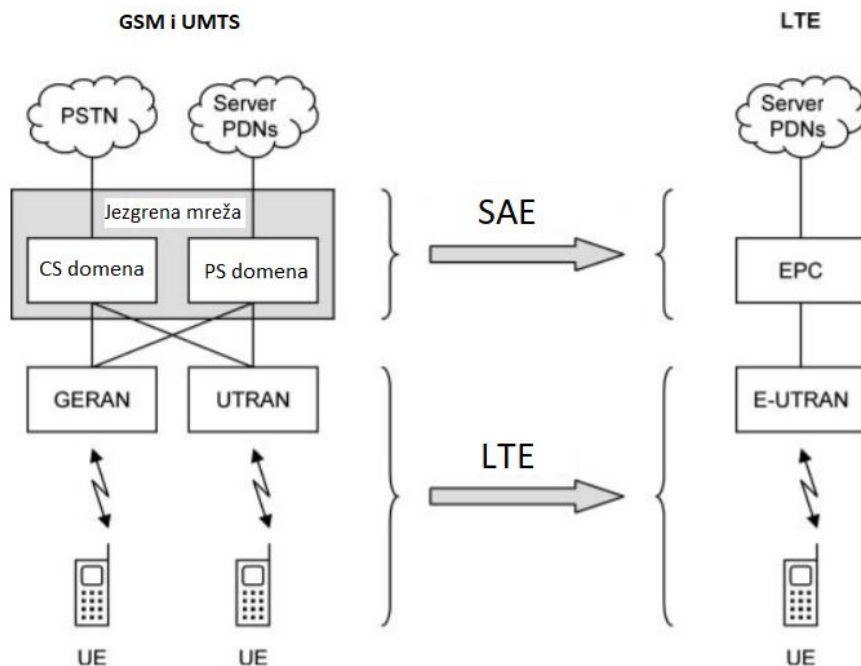 GSM i UMTS
LTE
PSTN
Server
PDNs
Server
PDNs
Jezgrena mreža
SAE
CS domena
PS domena
EPC
GERAN
UTRAN
E-UTRAN
LTE
UE
UE
UE